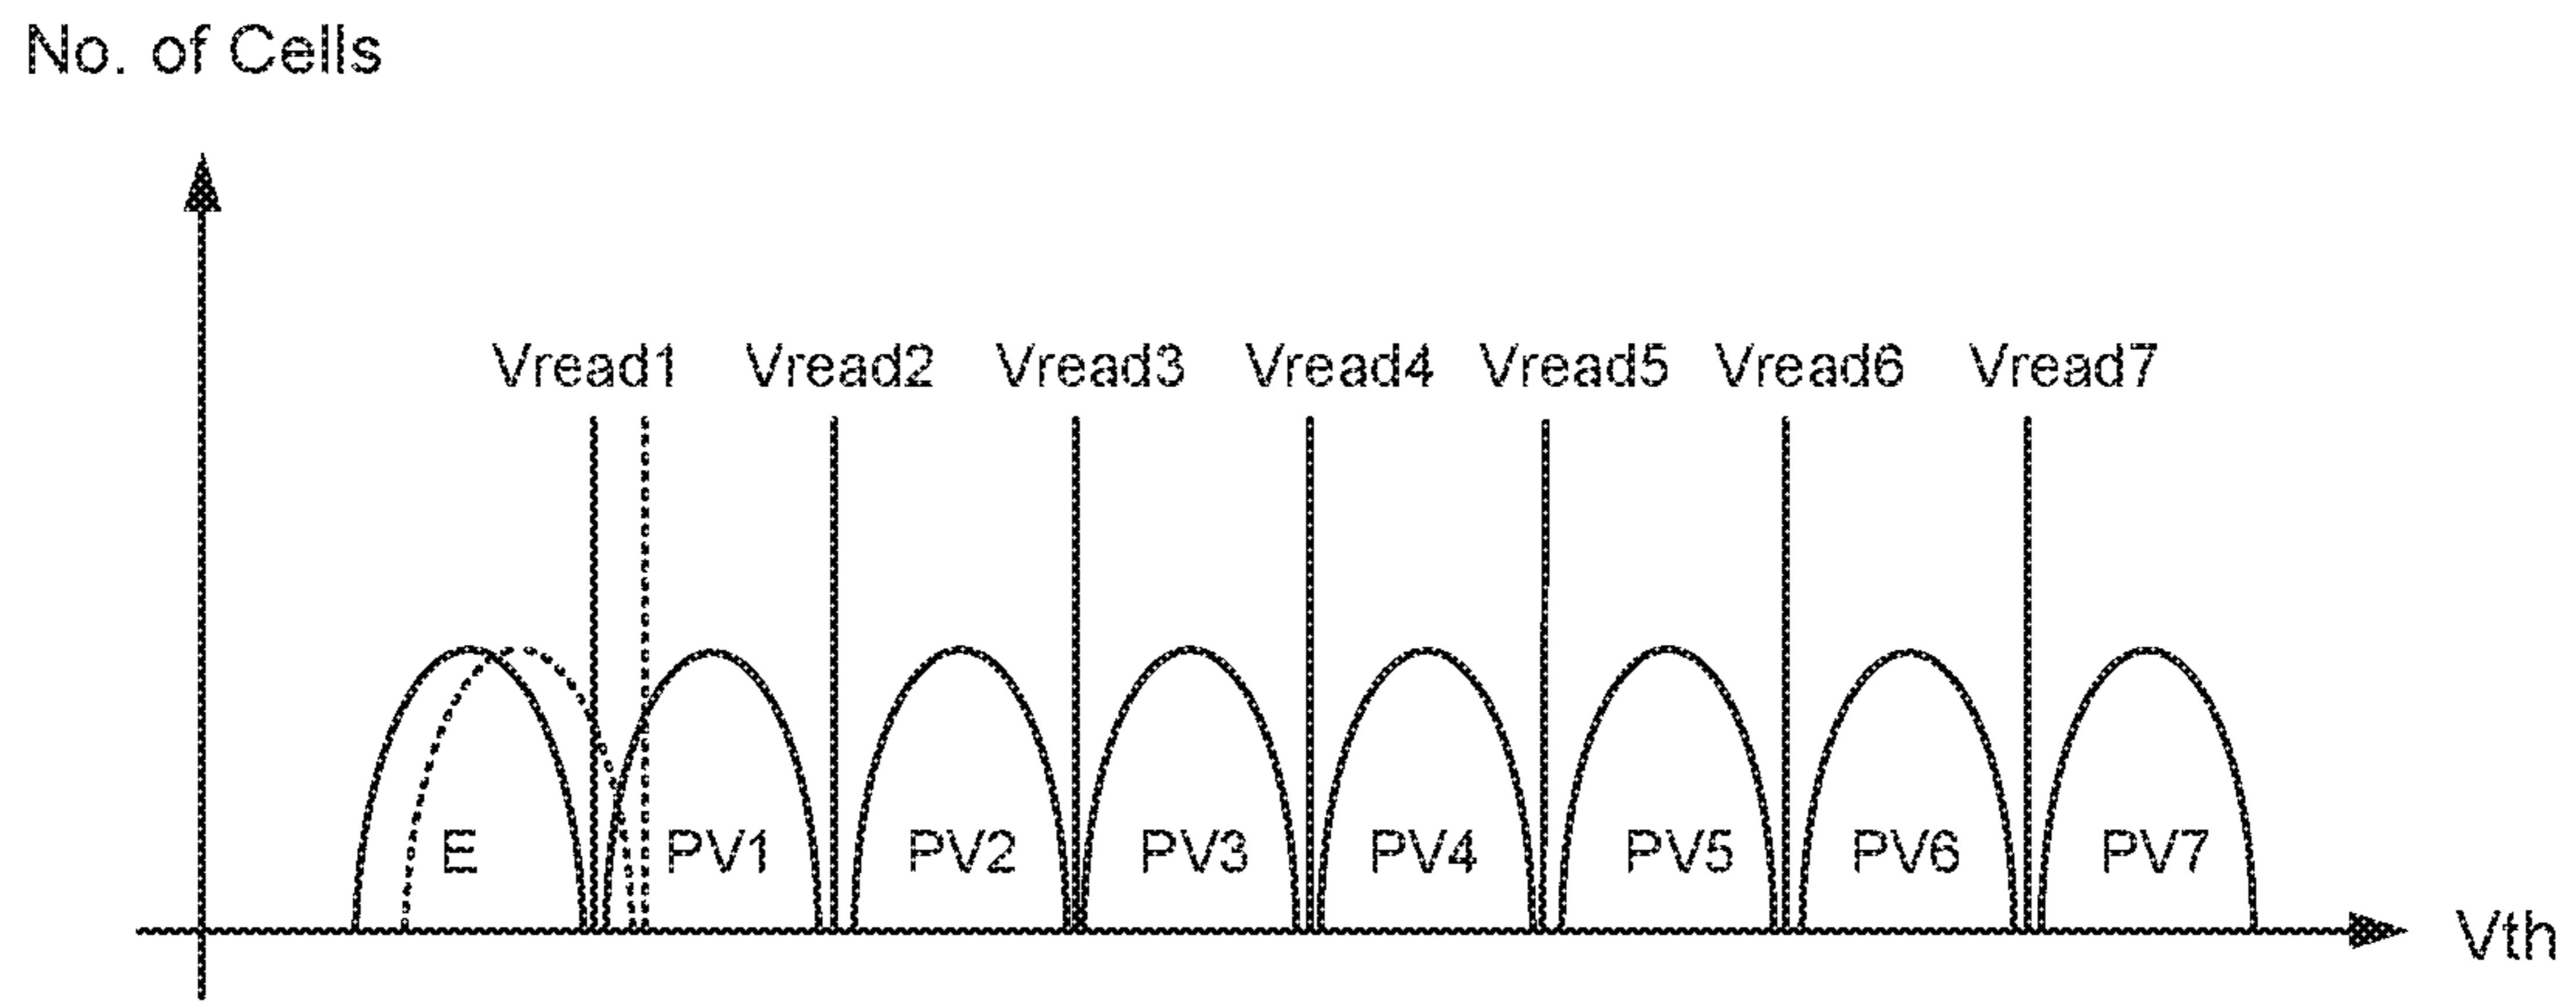 No. of Cells
Vread1 Vread2 Vread3 Vread4 Vread5 Vread6 Vread7
E PV1 PV2 PV3 PV4 PV5 PV6 PV7
Vth